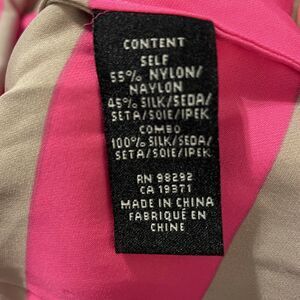 CONTENT
SELF
55% NYLON/
NAYLON
45% SILK/SEDA/
SETA/SOIE/IPEK
COMBO
100% SILK/SEDA/
SETA/SOIE/IPEK
RN 98292
CA 19371
MADE IN CHINA
FABRIQUÉ EN
CHINE